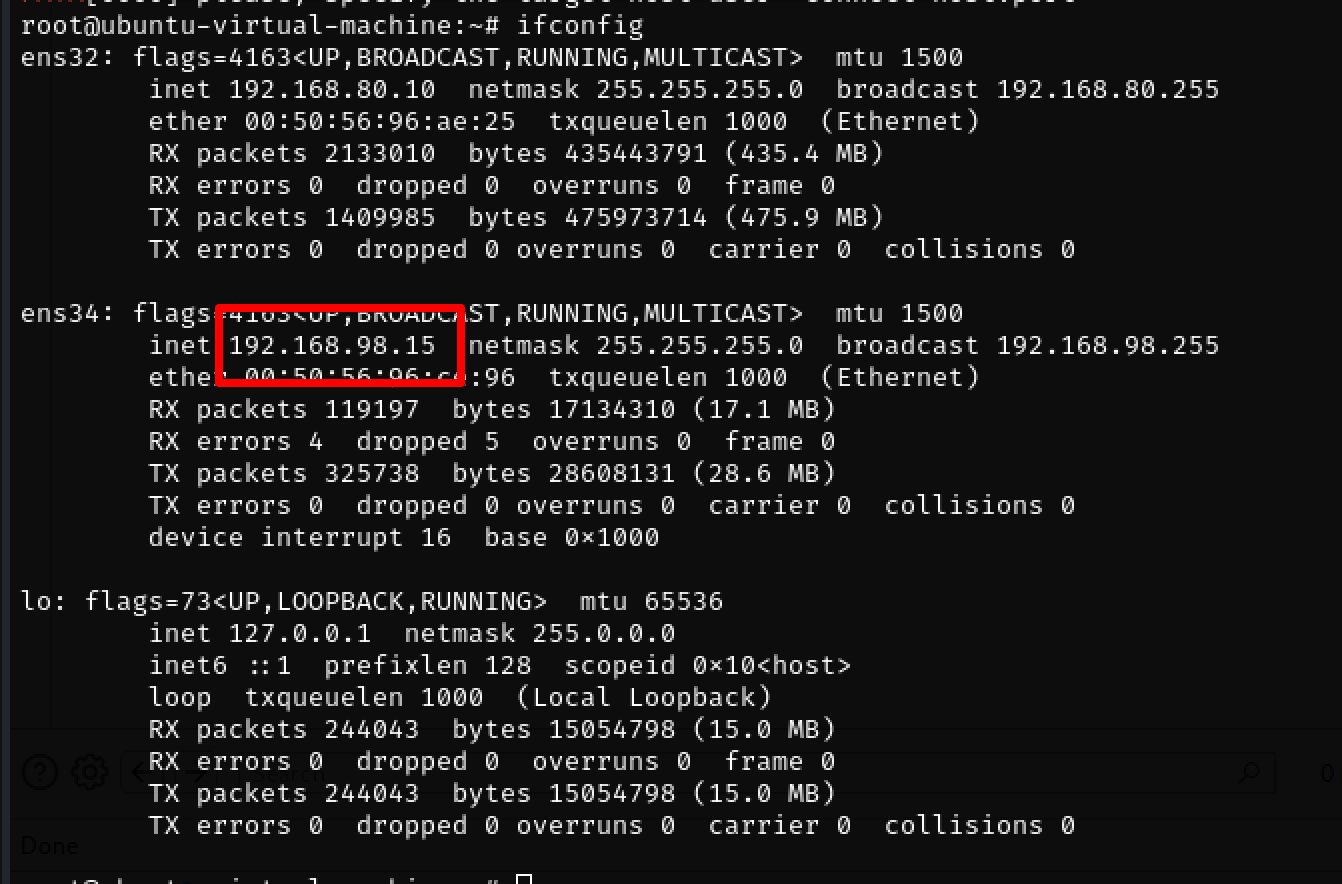 root@ubuntu-virtual-machine:~# ifconfig
ens32: flags=4163<UP,BROADCAST,RUNNING,MULTICAST>  mtu 1500
        inet 192.168.80.10  netmask 255.255.255.0  broadcast 192.168.80.255
        ether 00:50:56:96:ae:25  txqueuelen 1000  (Ethernet)
        RX packets 2133010  bytes 435443791 (435.4 MB)
        RX errors 0  dropped 0  overruns 0  frame 0
        TX packets 1409985  bytes 475973714 (475.9 MB)
        TX errors 0  dropped 0 overruns 0  carrier 0  collisions 0

ens34: flags=4163<UP,BROADCAST,RUNNING,MULTICAST>  mtu 1500
        inet 192.168.98.15  netmask 255.255.255.0  broadcast 192.168.98.255
        ether  txqueuelen 1000  (Ethernet)
        RX packets 119197  bytes 17134310 (17.1 MB)
        RX errors 4  dropped 5  overruns 0  frame 0
        TX packets 325738  bytes 28608131 (28.6 MB)
        TX errors 0  dropped 0 overruns 0  carrier 0  collisions 0
        device interrupt 16  base 0×1000

lo: flags=73<UP,LOOPBACK,RUNNING>  mtu 65536
        inet 127.0.0.1  netmask 255.0.0.0
        inet6 ::1  prefixlen 128  scopeid 0×10<host>
        loop  txqueuelen 1000  (Local Loopback)
        RX packets 244043  bytes 15054798 (15.0 MB)
        RX errors 0  dropped 0  overruns 0  frame 0
        Search
        TX packets 244043  bytes 15054798 (15.0 MB)
        TX errors 0  dropped 0 overruns 0  carrier 0  collisions 0
Done